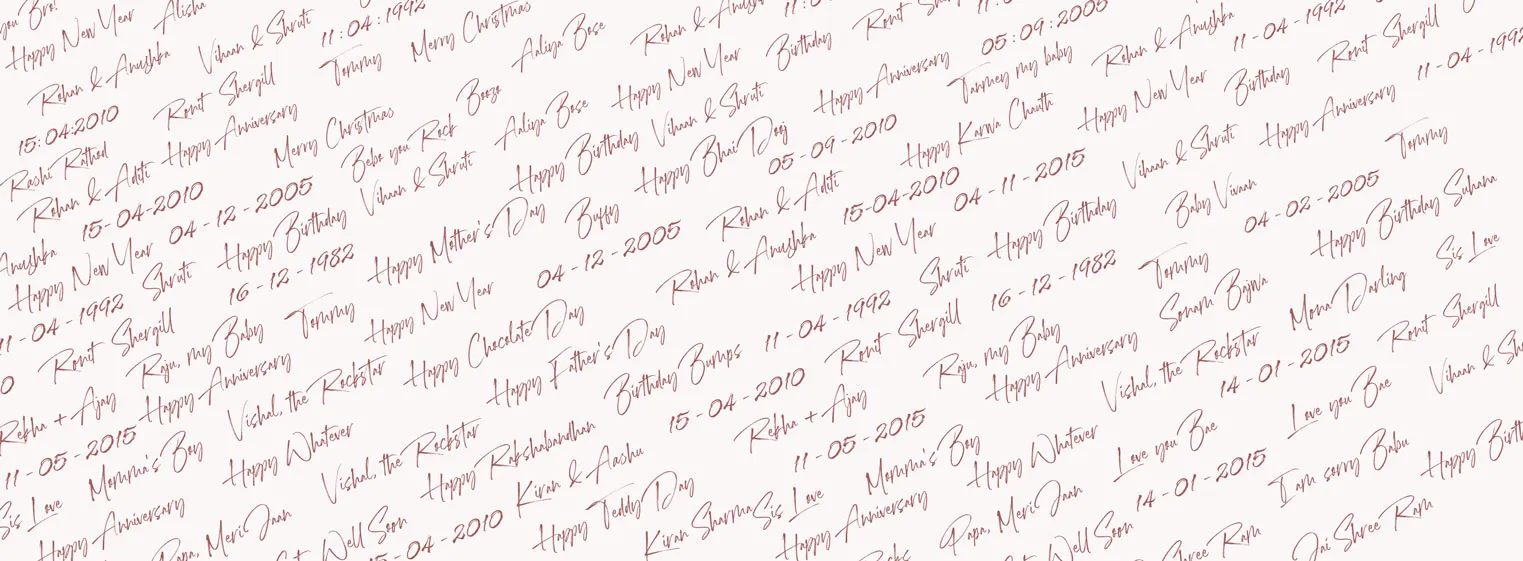 you Bro!
Happy New Year
Alisha
Rohan & Anushka
Vihaan & Shruti
11:04:1992
Merry Christmas
15:04:2010
Ronit Shergill
Tommy
Aaliya Bose
Rohan & Anushka
Rashi Rathod
Happy Anniversary
Merry Christmas
Boozo
Happy New Year
Birthday
Rohan & Aditi
Bebo you Rock
Aaliya Bose
Vihaan & Shruti
Happy Anniversary
05:09:2005
15-04-2010
Vihaan & Shruti
Happy Birthday
Happy Bhai Dooj
Tanmey my baby
Rohan & Anushka
11-04-1992
Anushka
04-12-2005
05-09-2010
Happy Karwa Chauth
Happy New Year
Birthday
Ronit Shergill
Happy New Year
Happy Birthday
Happy Mother's Day
Buffy
Rohan & Aditi
15-04-2010
04-11-2015
Vihaan & Shruti
Happy Anniversary
11-04-1992
11-04-1992
Shruti
16-12-1982
04-12-2005
Rohan & Anushka
Happy New Year
Happy Birthday
Baby Vivaan
Tommy
Ronit Shergill
Raju, my Baby
Tommy
Happy New Year
Happy Chocolate Day
11-04-1992
Shruti
16-12-1982
Tommy
04-02-2005
Happy Birthday Suhana
Rekha + Ajay
Happy Anniversary
Vishal, the Rockstar
Happy Father's Day
Birthday Bumps
Ronit Shergill
Raju, my Baby
Sonam Bajwa
Mona Darling
Sis Love
11-05-2015
Momma's Boy
Happy Whatever
Vishal, the Rockstar
Happy Rakshabandhan
15-04-2010
Rekha + Ajay
Happy Anniversary
Vishal, the Rockstar
14-01-2015
Ronit Shergill
Sis Love
Happy Anniversary
Kiran & Aashu
11-05-2015
Momma's Boy
Happy Whatever
Love you Bae
Love you Bae
Vihaan & Shruti
Papa, Meri Jaan
Well Soon
15-04-2010
Happy Teddy Day
Kiran Sharma
Sis Love
Happy Anniversary
Papa, Meri Jaan
Well Soon
14-01-2015
I am sorry Babu
Shree Ram
Jai Shree Ram